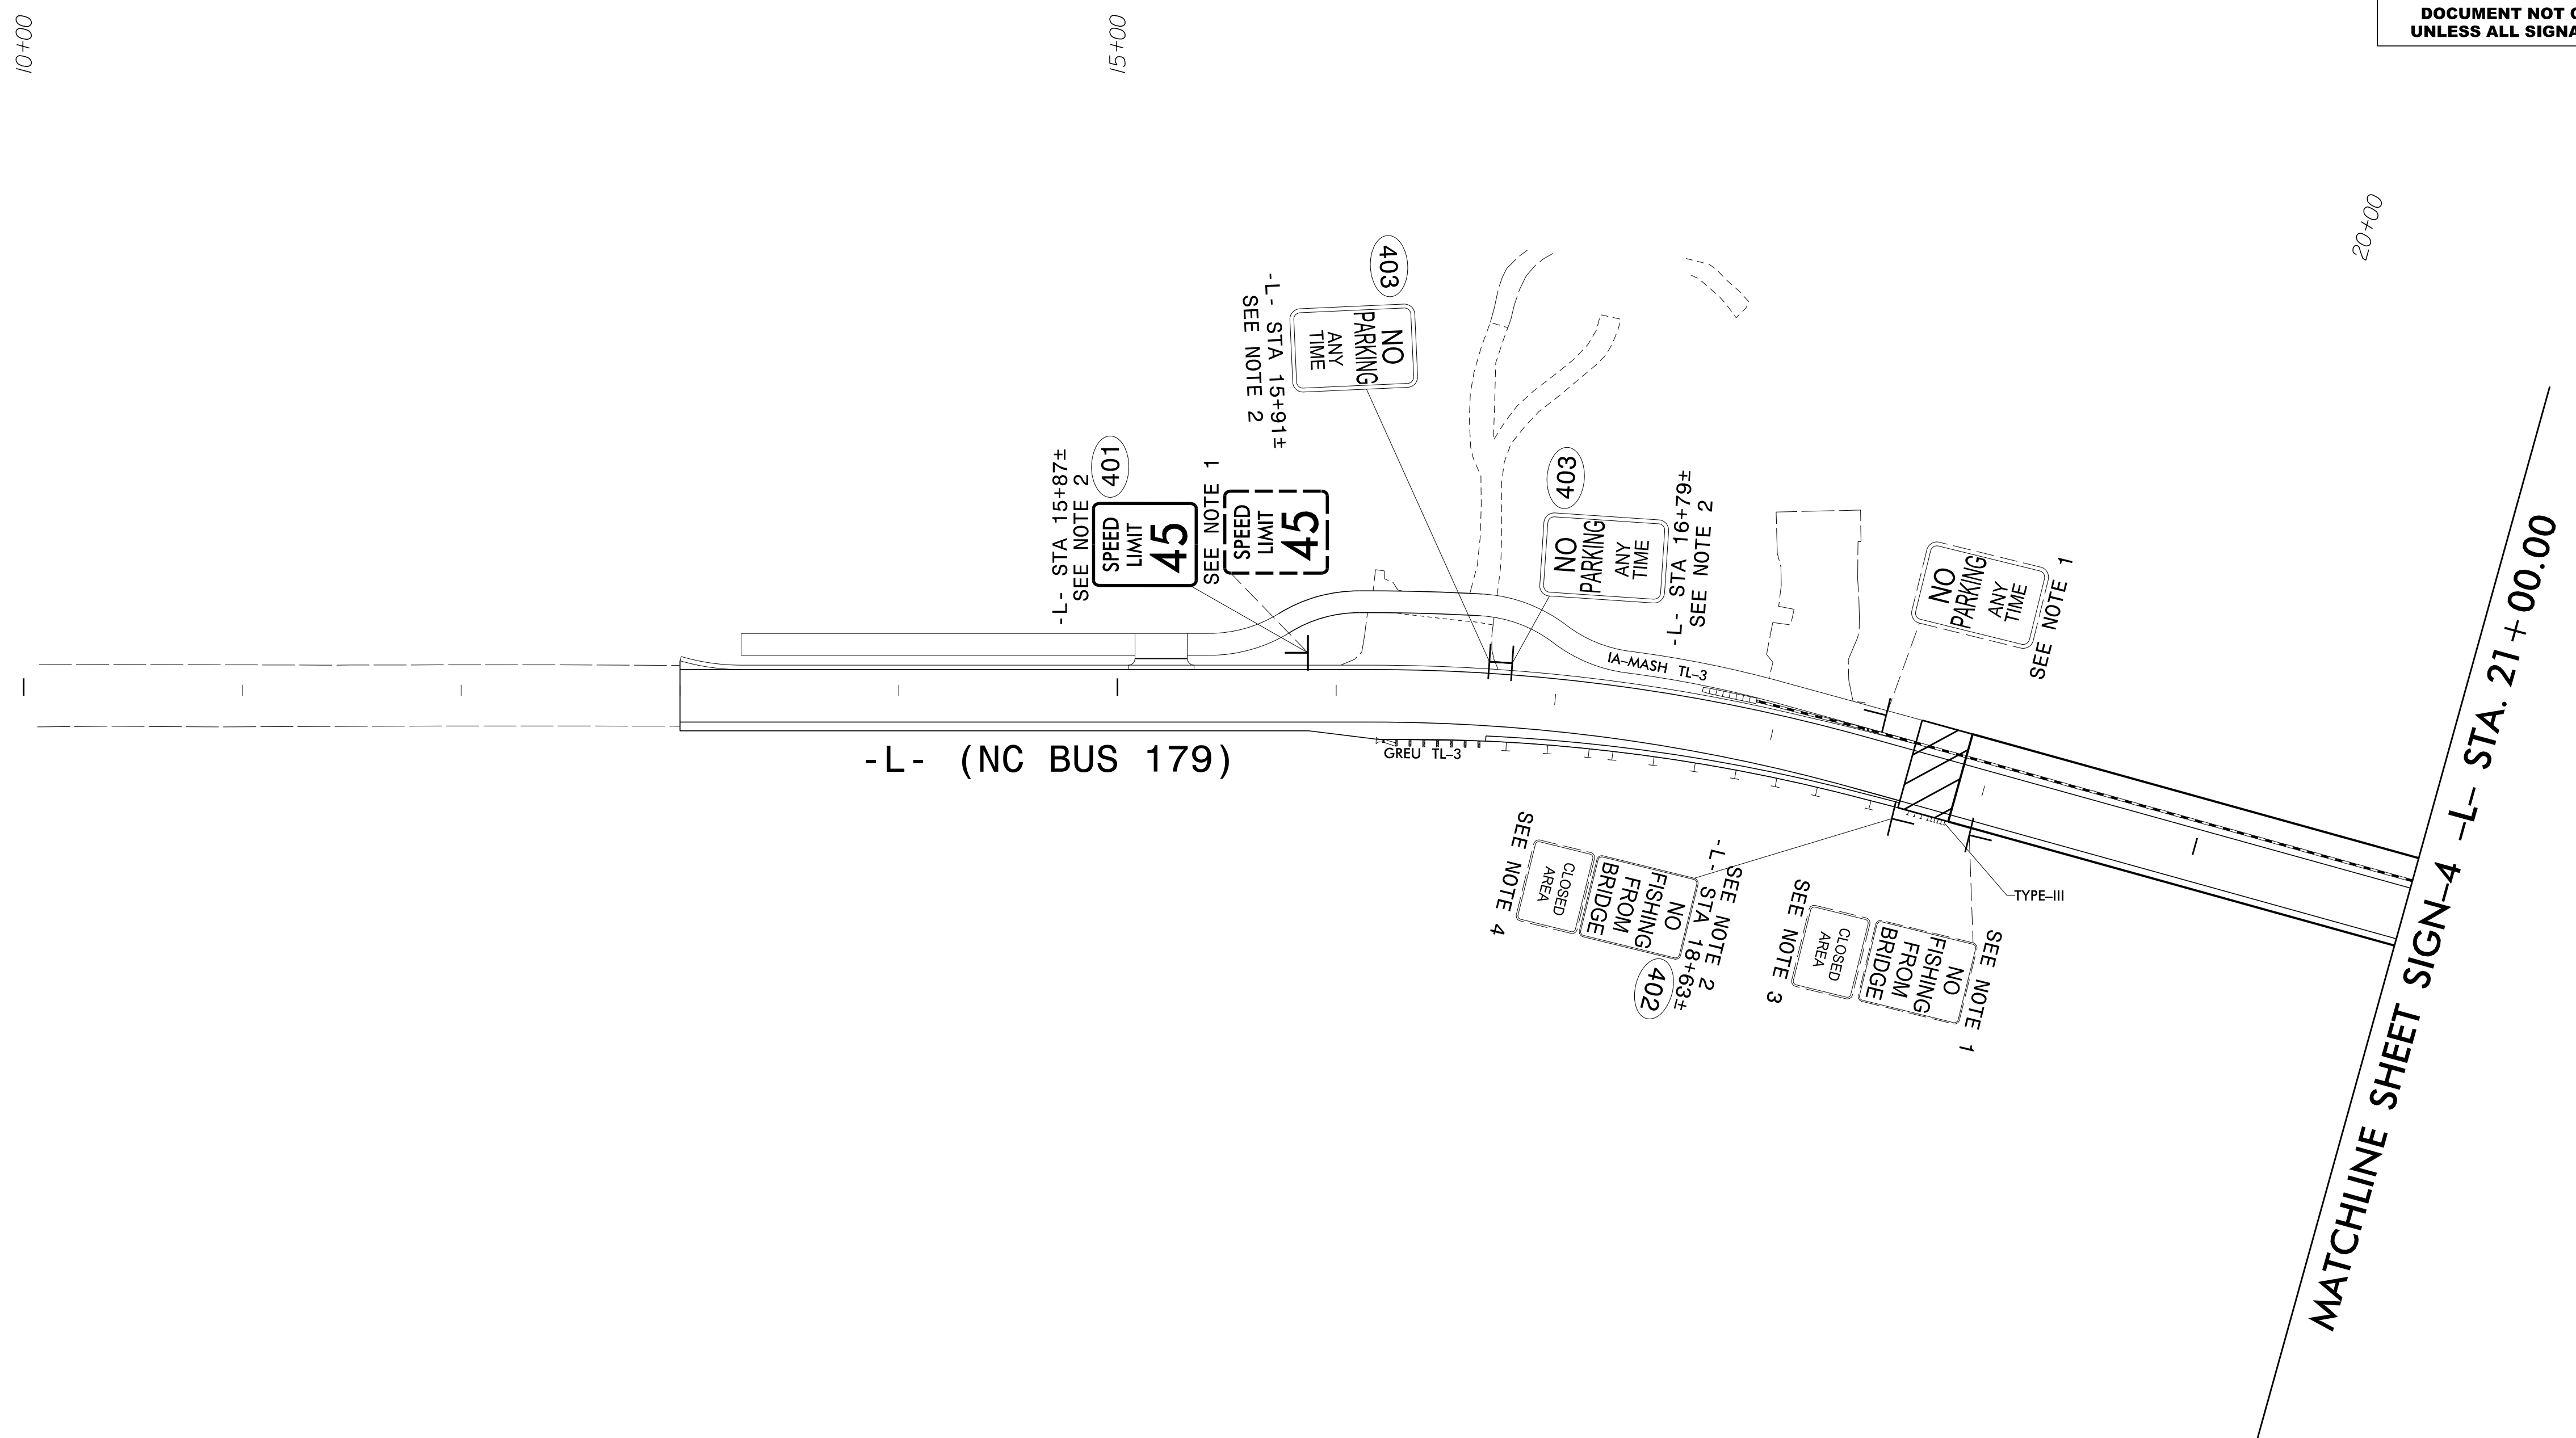 10+00
15+00
DOCUMENT NOT C
UNLESS ALL SIGNA
20+00
403
-L- STA 15+91±
SEE NOTE 2
NO
PARKING
ANY
TIME
401
-L- STA 15+87±
SEE NOTE 2
SPEED
LIMIT
45
SEE NOTE 1
SPEED
LIMIT
45
403
NO
PARKING
ANY
TIME
-L- STA 16+79±
SEE NOTE 2
NO
PARKING
ANY
TIME
SEE NOTE 1
IA-MASH TL-3
-L- (NC BUS 179)
GREU TL-3
SEE NOTE 2
-L- STA 18+63±
NO
FISHING
FROM
BRIDGE
402
CLOSED
AREA
SEE NOTE 4
TYPE-III
SEE NOTE 1
NO
FISHING
FROM
BRIDGE
CLOSED
AREA
SEE NOTE 3
MATCHLINE SHEET SIGN-4 -L- STA. 21+00.00